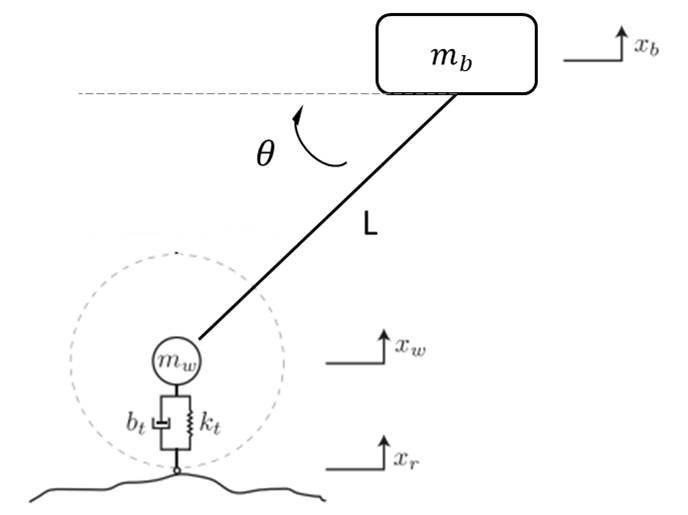 m_b
x_b
θ
L
m_w
x_w
b_t
k_t
x_r